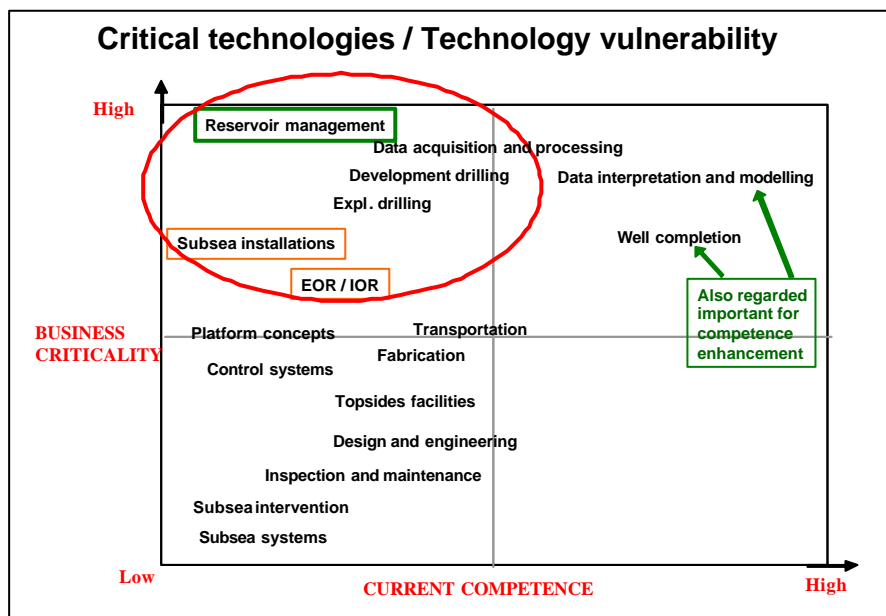 Critical technologies / Technology vulnerability
High
Reservoir management
Data acquisition and processing
Development drilling
Data interpretation and modelling
Expl. drilling
Well completion
Subsea installations
EOR / IOR
Also regarded
important for
competence
enhancement
BUSINESS
CRITICALITY
Platform concepts
Transportation
Fabrication
Control systems
Topsides facilities
Design and engineering
Inspection and maintenance
Subsea intervention
Subsea systems
Low
CURRENT COMPETENCE
High